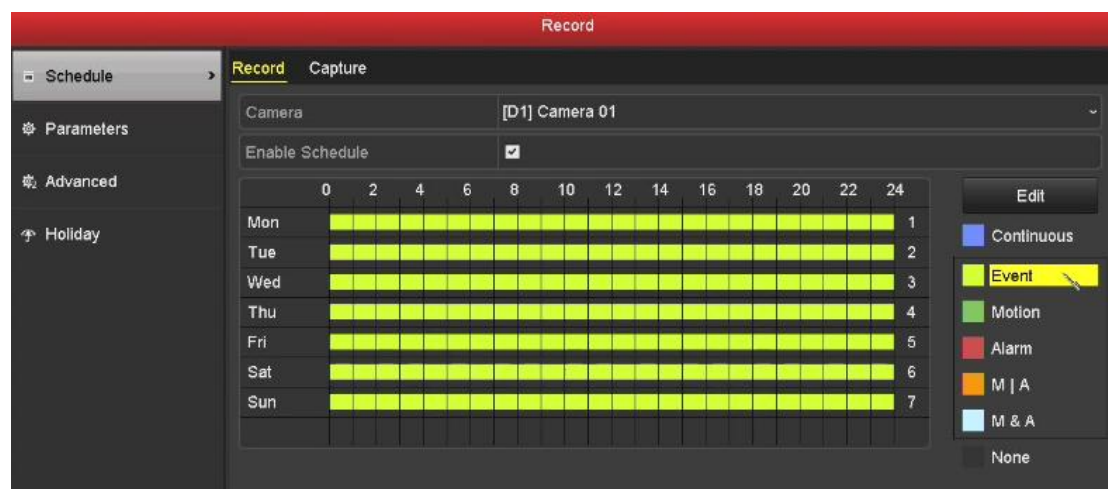 Record
Schedule
Parameters
Advanced
Holiday
Record Capture
Camera [D1] Camera 01
Enable Schedule
0 2 4 6 8 10 12 14 16 18 20 22 24
Mon 1
Tue 2
Wed 3
Thu 4
Fri 5
Sat 6
Sun 7
Edit
Continuous
Event
Motion
Alarm
M | A
M & A
None